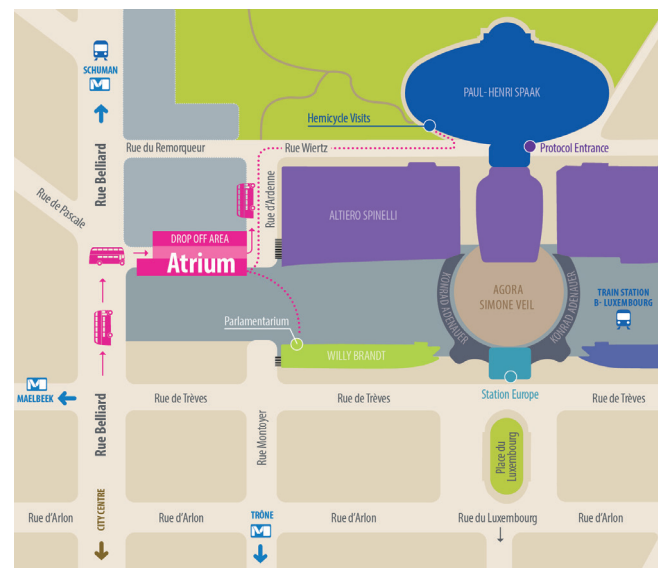 SCHUMAN
M
PAUL-HENRI SPAAK
Hemicycle Visits
Rue du Remorqueur
Rue Wiertz
Protocol Entrance
Rue Belliard
Rue de Pascale
Rue d'Ardenne
ALTIERO SPINELLI
DROP OFF AREA
Atrium
KONRAD ADENAUER
AGORA
SIMONE VEIL
KONRAD ADENAUER
TRAIN STATION
B- LUXEMBOURG
Parlamentarium
WILLY BRANDT
M
MAELBEEK
Rue de Trèves
Rue de Trèves
Station Europe
Rue de Trèves
Rue Belliard
Rue Montoyer
Place du
Luxembourg
CITY CENTRE
Rue d'Arlon
Rue d'Arlon
TRÔNE
M
Rue d'Arlon
Rue du Luxembourg
Rue d'Arlon